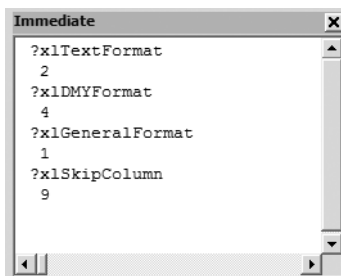 Immediate
?xlTextFormat
2
?xlDMYFormat
4
?xlGeneralFormat
1
?xlSkipColumn
9